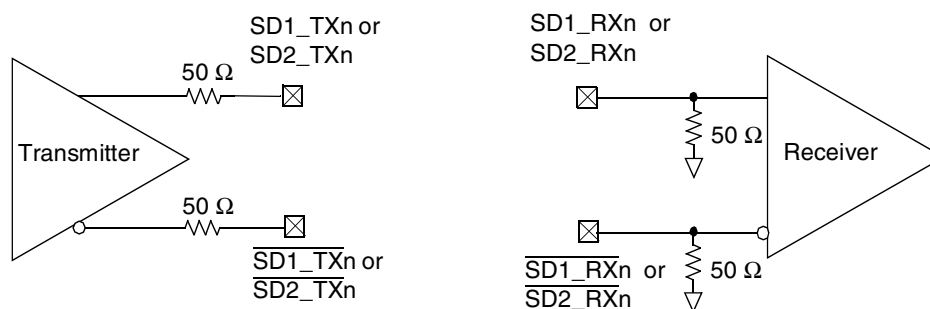 SD1_TXn or
SD2_TXn
50 Ω
Transmitter
50 Ω
SD1_TXn or
SD2_TXn
SD1_RXn or
SD2_RXn
50 Ω
Receiver
SD1_RXn or
SD2_RXn
50 Ω